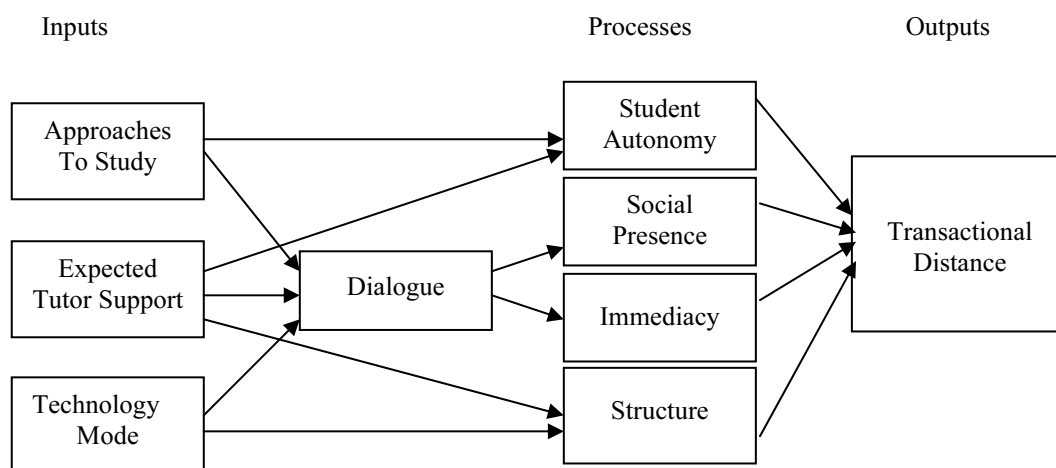 Inputs
Processes
Outputs
Approaches
To Study
Expected
Tutor Support
Technology
Mode
Dialogue
Student
Autonomy
Social
Presence
Immediacy
Structure
Transactional
Distance